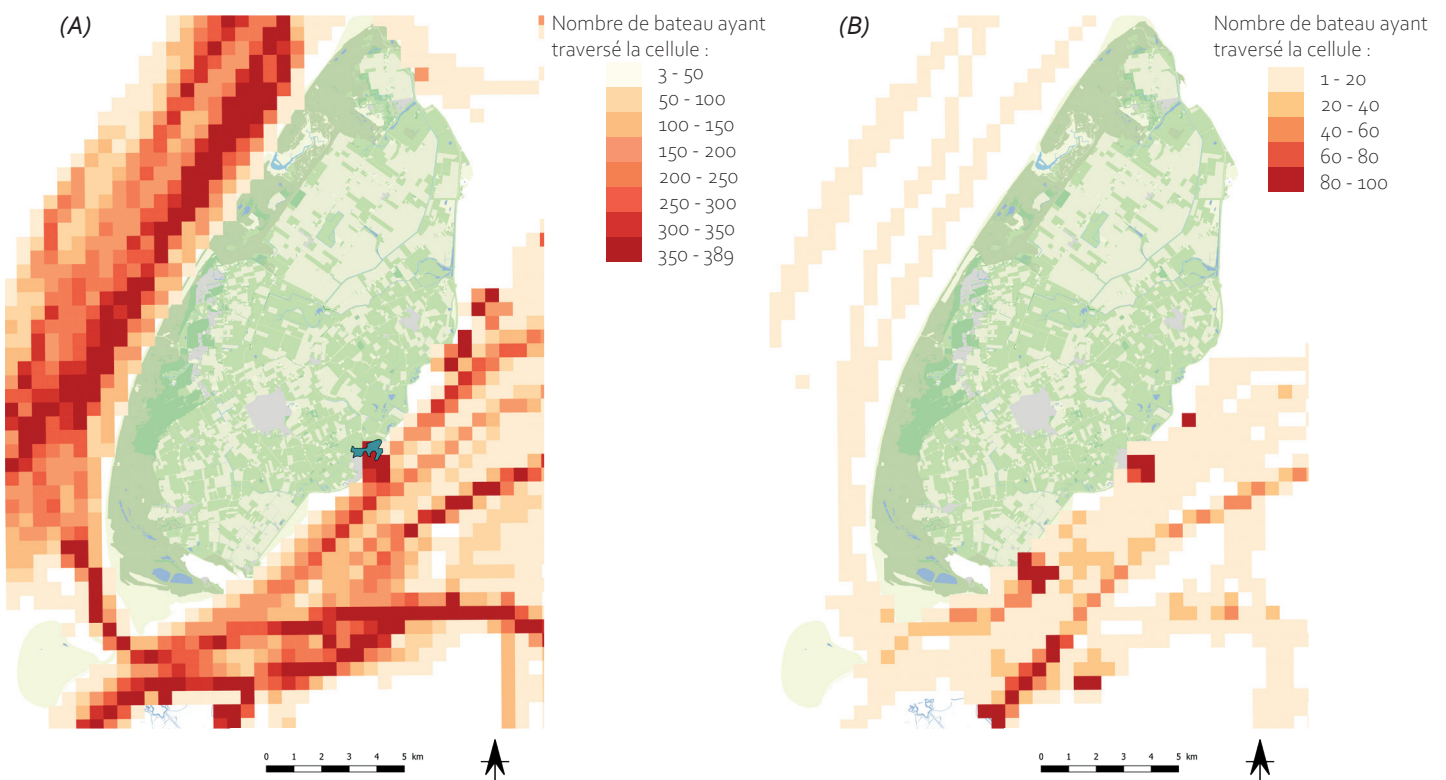 (A)
Nombre de bateau ayant
traversé la cellule :
3 - 50
50 - 100
100 - 150
150 - 200
200 - 250
250 - 300
300 - 350
350 - 389
0 1 2 3 4 5 km
(B)
Nombre de bateau ayant
traversé la cellule :
1 - 20
20 - 40
40 - 60
60 - 80
80 - 100
0 1 2 3 4 5 km